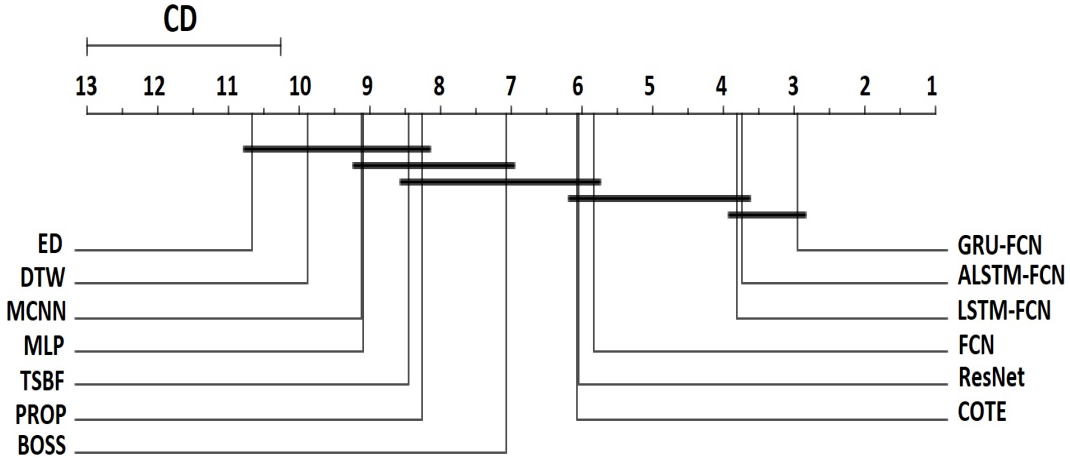 CD
13 12 11 10 9 8 7 6 5 4 3 2 1
ED GRU-FCN
DTW ALSTM-FCN
MCNN LSTM-FCN
MLP FCN
TSBF ResNet
PROP COTE
BOSS